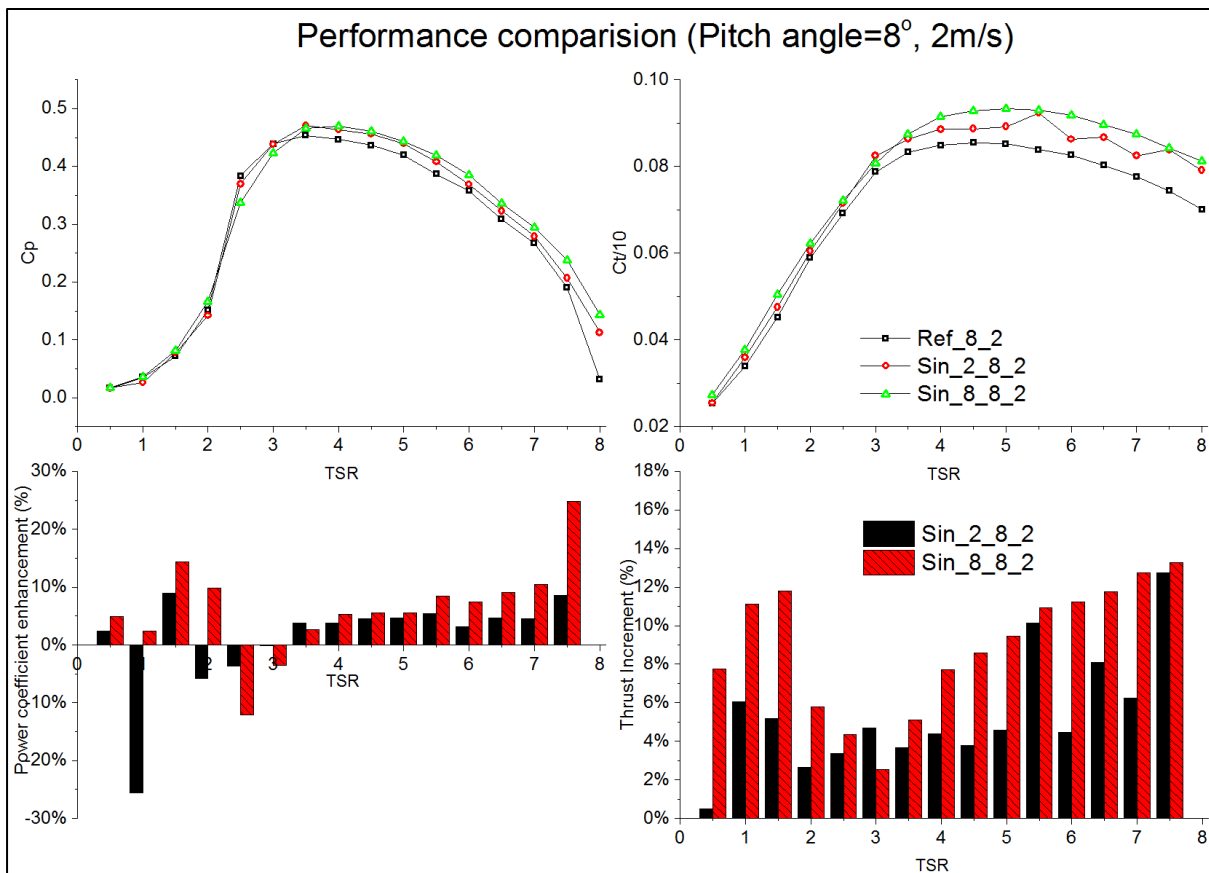 Performance comparision (Pitch angle=8°, 2m/s)
Cp
0.5
0.4
0.3
0.2
0.1
0.0
0 1 2 3 4 5 6 7 8
TSR
Ct/10
0.10
0.08
0.06
0.04
0.02
Ref_8_2
Sin_2_8_2
Sin_8_8_2
0 1 2 3 4 5 6 7 8
TSR
Ppwer coefficient enhancement (%)
30%
20%
10%
0%
-10%
-20%
-30%
0 1 2 3 4 5 6 7 8
TSR
Thrust Increment (%)
18%
16%
14%
12%
10%
8%
6%
4%
2%
0%
Sin_2_8_2
Sin_8_8_2
0 1 2 3 4 5 6 7 8
TSR